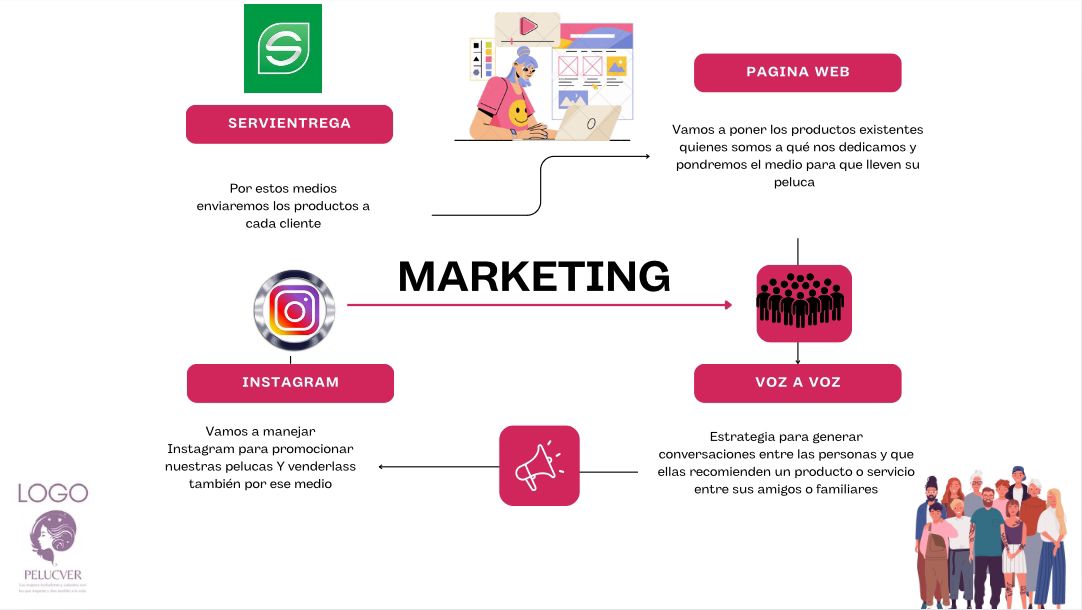 SERVIENTREGA
Por estos medios
enviaremos los productos a
cada cliente
PAGINA WEB
Vamos a poner los productos existentes
quienes somos a qué nos dedicamos y
pondremos el medio para que lleven su
peluca
MARKETING
INSTAGRAM
Vamos a manejar
Instagram para promocionar
nuestras pelucas Y venderlass
también por ese medio
VOZ A VOZ
Estrategia para generar
conversaciones entre las personas y que
ellas recomienden un producto o servicio
entre sus amigos o familiares
LOGO
PELUCVER